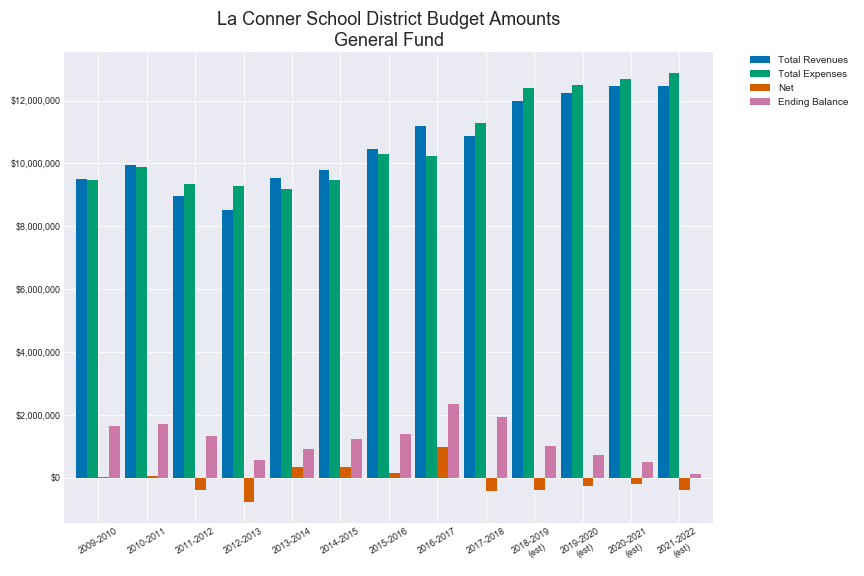 La Conner School District Budget Amounts
General Fund
Total Revenues
Total Expenses
Net
Ending Balance
$12,000,000
$10,000,000
$8,000,000
$6,000,000
$4,000,000
$2,000,000
$0
2009-2010
2010-2011
2011-2012
2012-2013
2013-2014
2014-2015
2015-2016
2016-2017
2017-2018
2018-2019
(est)
2019-2020
(est)
2020-2021
(est)
2021-2022
(est)